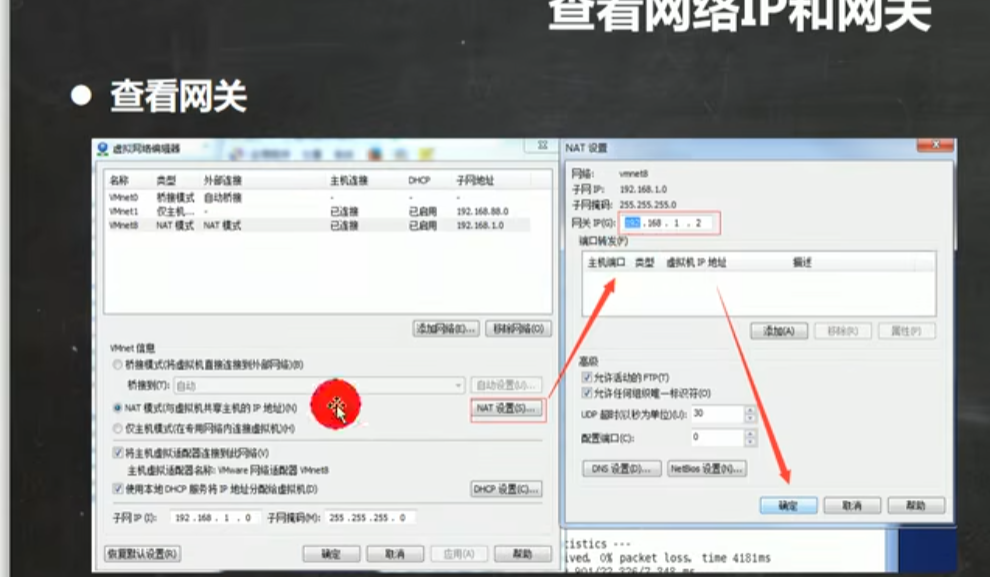 查看网络IP和网关
查看网关
虚拟网络编辑器
名称 类型 外部连接 主机连接 DHCP 子网地址
VMnet0 桥接模式 自动桥接 - - -
VMnet1 仅主机... - 已连接 已启用 192.168.88.0
VMnet8 NAT 模式 NAT 模式 已连接 已启用 192.168.1.0
添加网络(E)... 移除网络(O)
VMnet 信息
桥接模式(将虚拟机直接连接到外部网络)(B)
桥接到(T): 自动 自动设置(U)...
NAT 模式(与虚拟机共享主机的 IP 地址)(N) NAT 设置(S)...
仅主机模式(在专用网络内连接虚拟机)(H)
将主机虚拟适配器连接到此网络(V)
主机虚拟适配器名称: VMware 网络适配器 VMnet8
使用本地 DHCP 服务将 IP 地址分配给虚拟机(D) DHCP 设置(C)...
子网 IP (I): 192 .168 . 1 . 0 子网掩码(M): 255 .255 .255 . 0
恢复默认设置(R) 确定 取消 应用(A) 帮助
NAT 设置
网络: vmnet8
子网 IP: 192.168.1.0
子网掩码: 255.255.255.0
网关 IP(G): 192 .168 . 1 . 2
端口转发(F)
主机端口 类型 虚拟机 IP 地址 描述
添加(A) 移除(R) 属性(P)
高级
允许活动的 FTP(T)
允许任何组织唯一标识符(O)
UDP 超时(以秒为单位)(U): 30
配置端口(C): 0
DNS 设置(D)... NetBios 设置(N)...
确定 取消 帮助
tistics ---
ived, 0% packet loss, time 4181ms